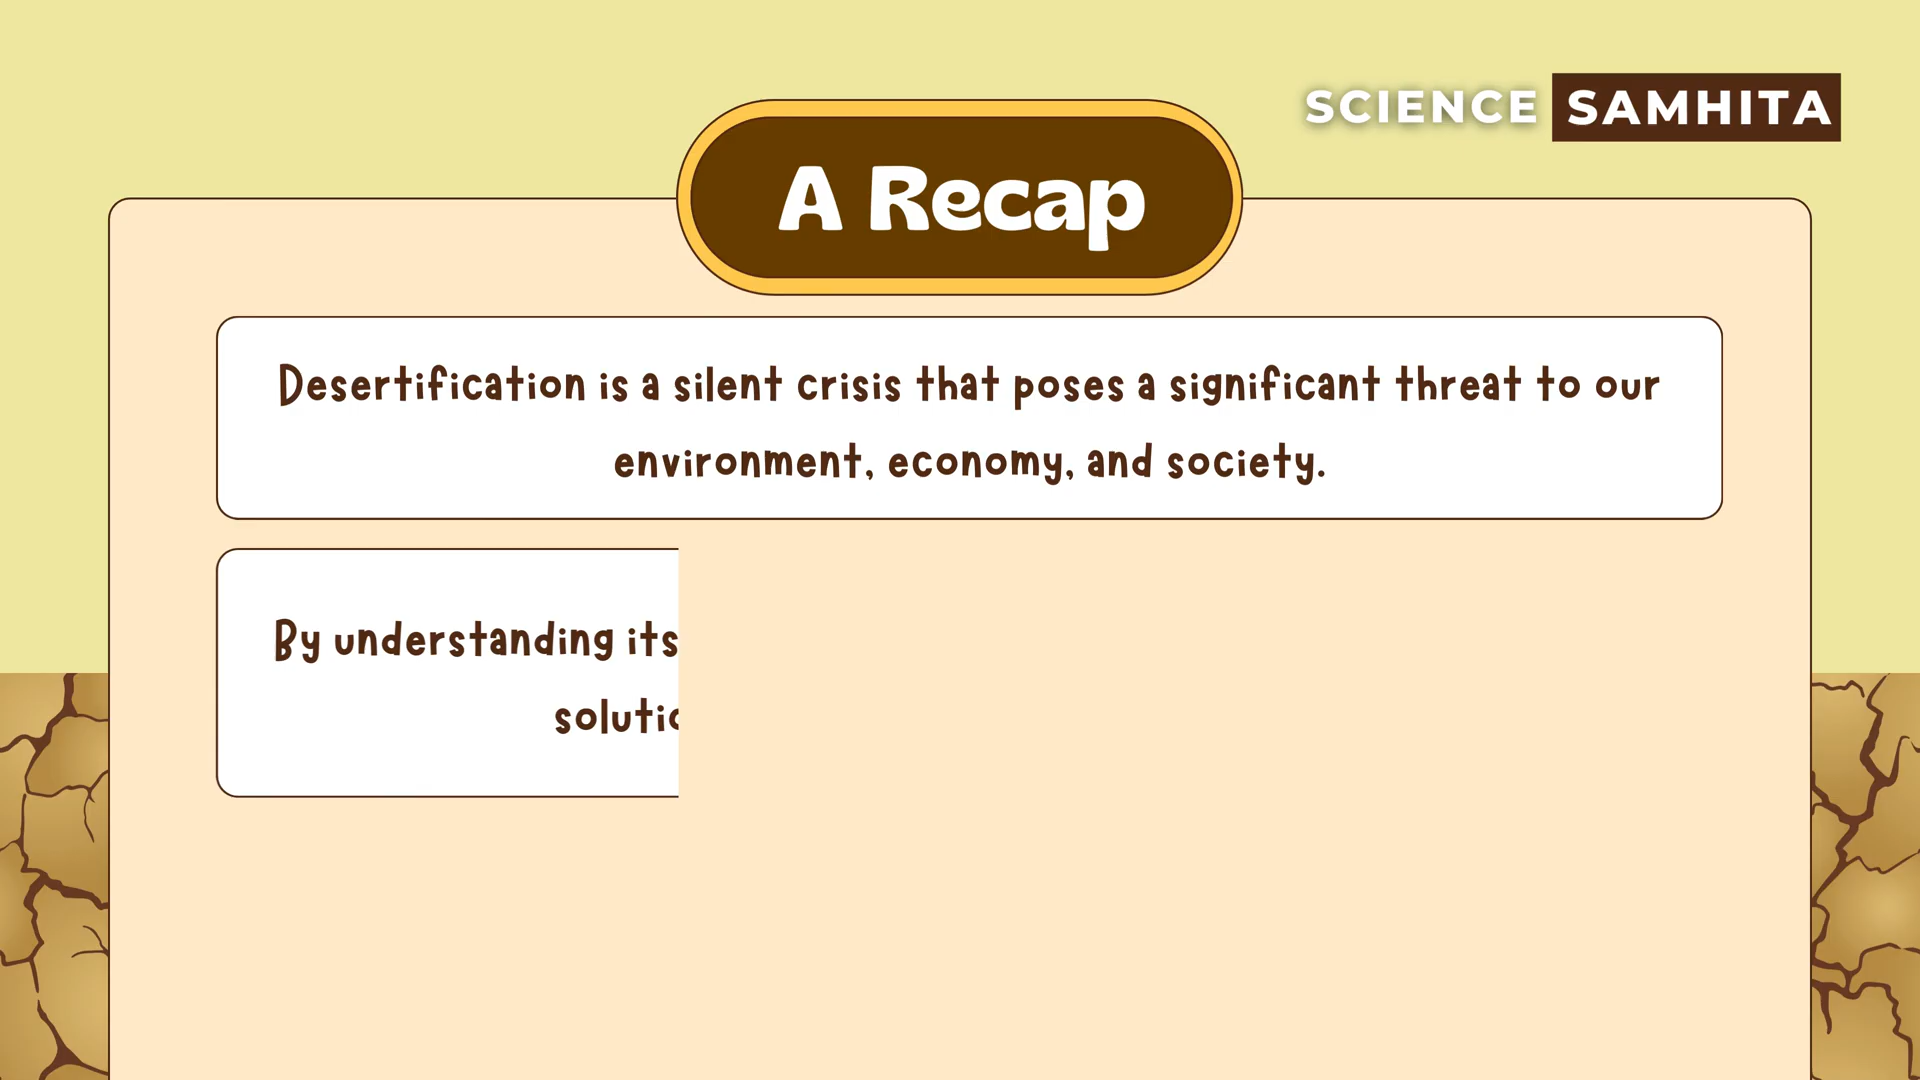 SCIENCE SAMHITA
A Recap
Desertification is a silent crisis that poses a significant threat to our
environment, economy, and society.
By understanding its